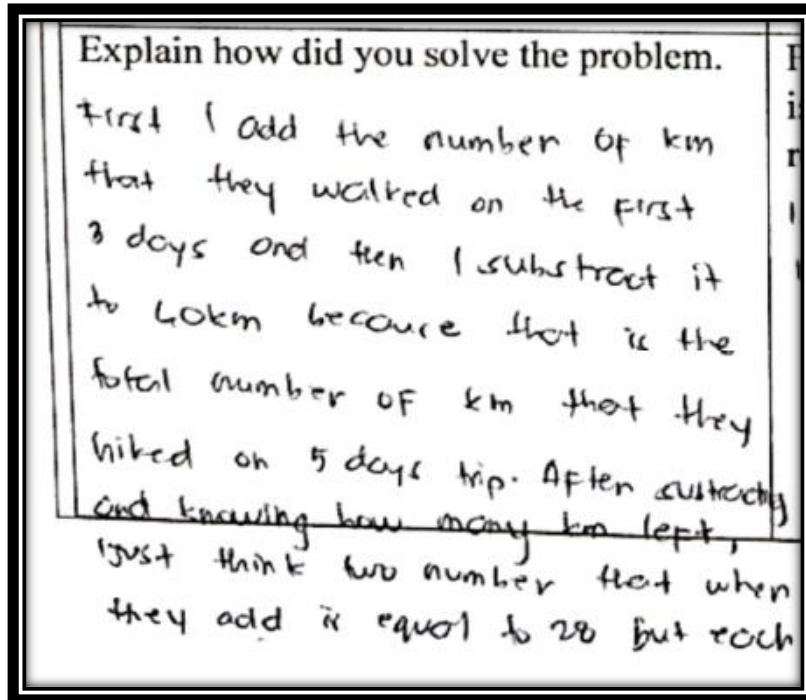 Explain how did you solve the problem.
First I add the number of km
that they walked on the first
3 days and then I substract it
to 40km because that is the
total number of km that they
hiked on 5 days trip. After sustracting
and knowing how many km left,
I just think two number that when
they add is equal to 28 but each